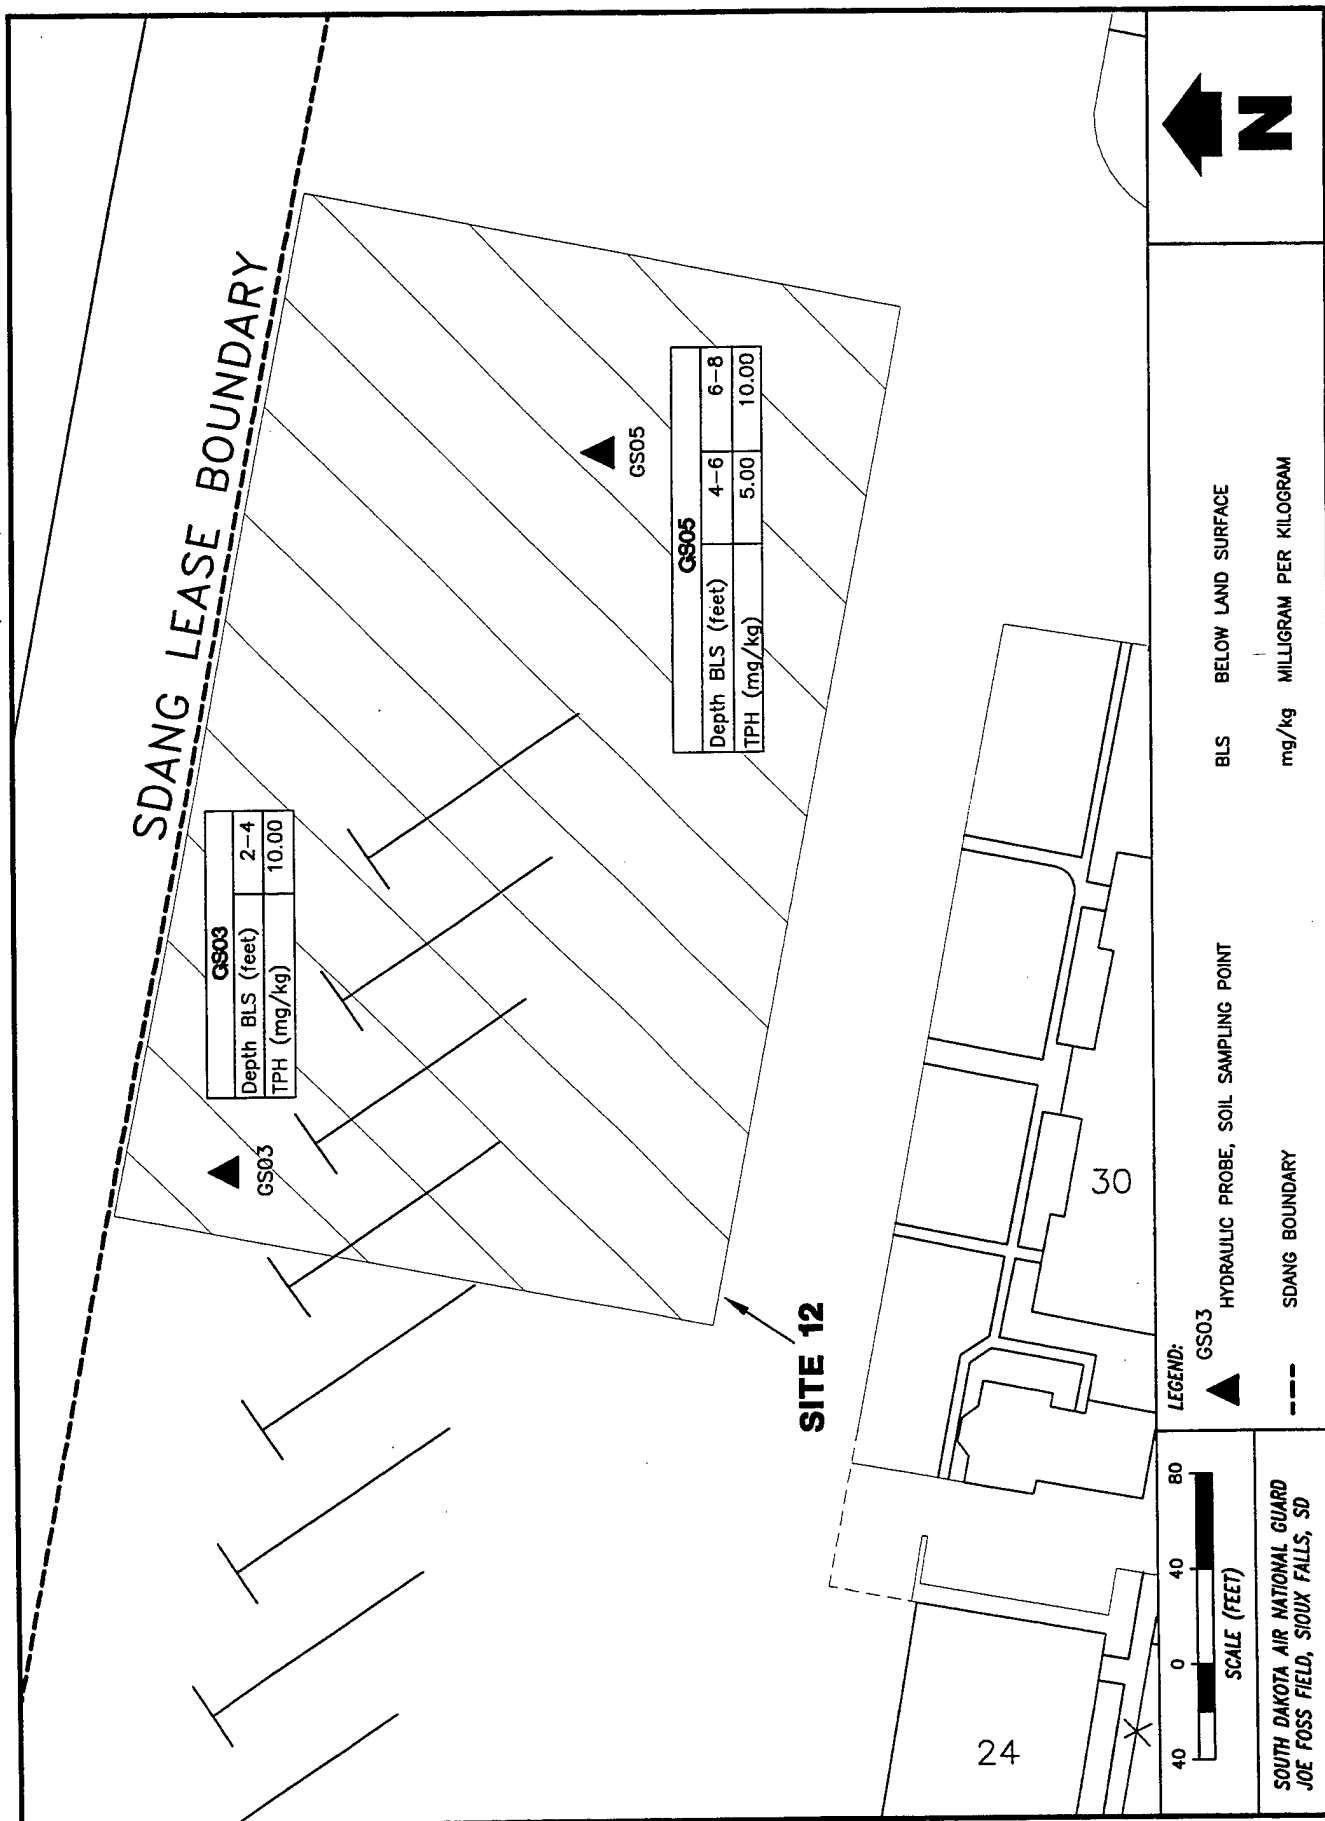 SDANG LEASE BOUNDARY
GS03
Depth BLS (feet) 2-4
TPH (mg/kg) 10.00
GS03
GS05
GS05
Depth BLS (feet) 4-6 6-8
TPH (mg/kg) 5.00 10.00
SITE 12
30
24
LEGEND:
GS03
HYDRAULIC PROBE, SOIL SAMPLING POINT
SDANG BOUNDARY
BLS BELOW LAND SURFACE
mg/kg MILLIGRAM PER KILOGRAM
N
40 0 40 80
SCALE (FEET)
SOUTH DAKOTA AIR NATIONAL GUARD
JOE FOSS FIELD, SIOUX FALLS, SD